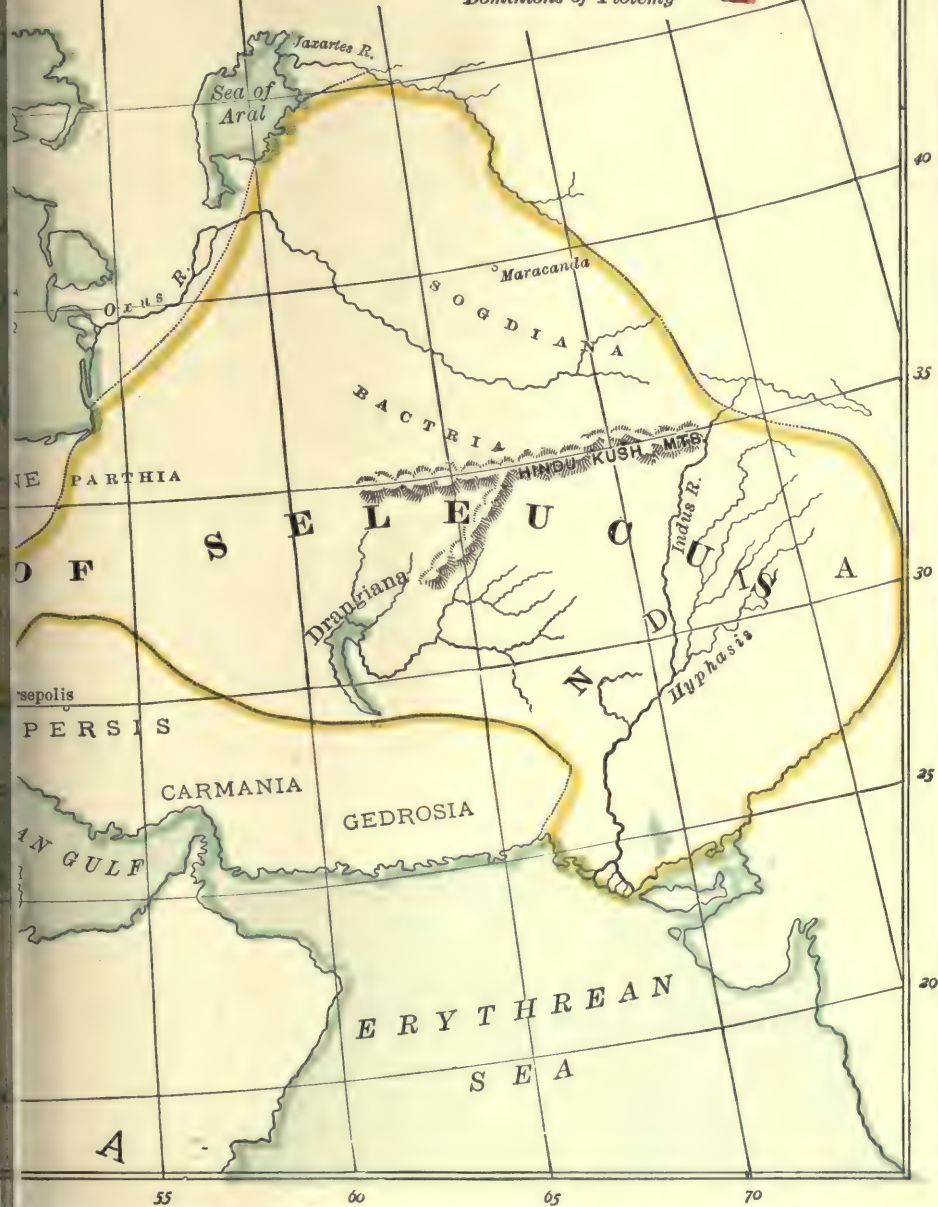 Dominions of Ptolemy
Jaxartes R.
Sea of
Aral
40
Maracanda
Oxus R.
SOGDIANA
35
BACTRIA
HINDU KUSH MTS.
NE
PARTHIA
Indus R.
OF SELEUCUS
INDIA
30
Drangiana
Hyphasis
sepolis
PERSIS
25
CARMANIA
GEDROSIA
AN GULF
20
ERYTHREAN
SEA
A
55
60
65
70